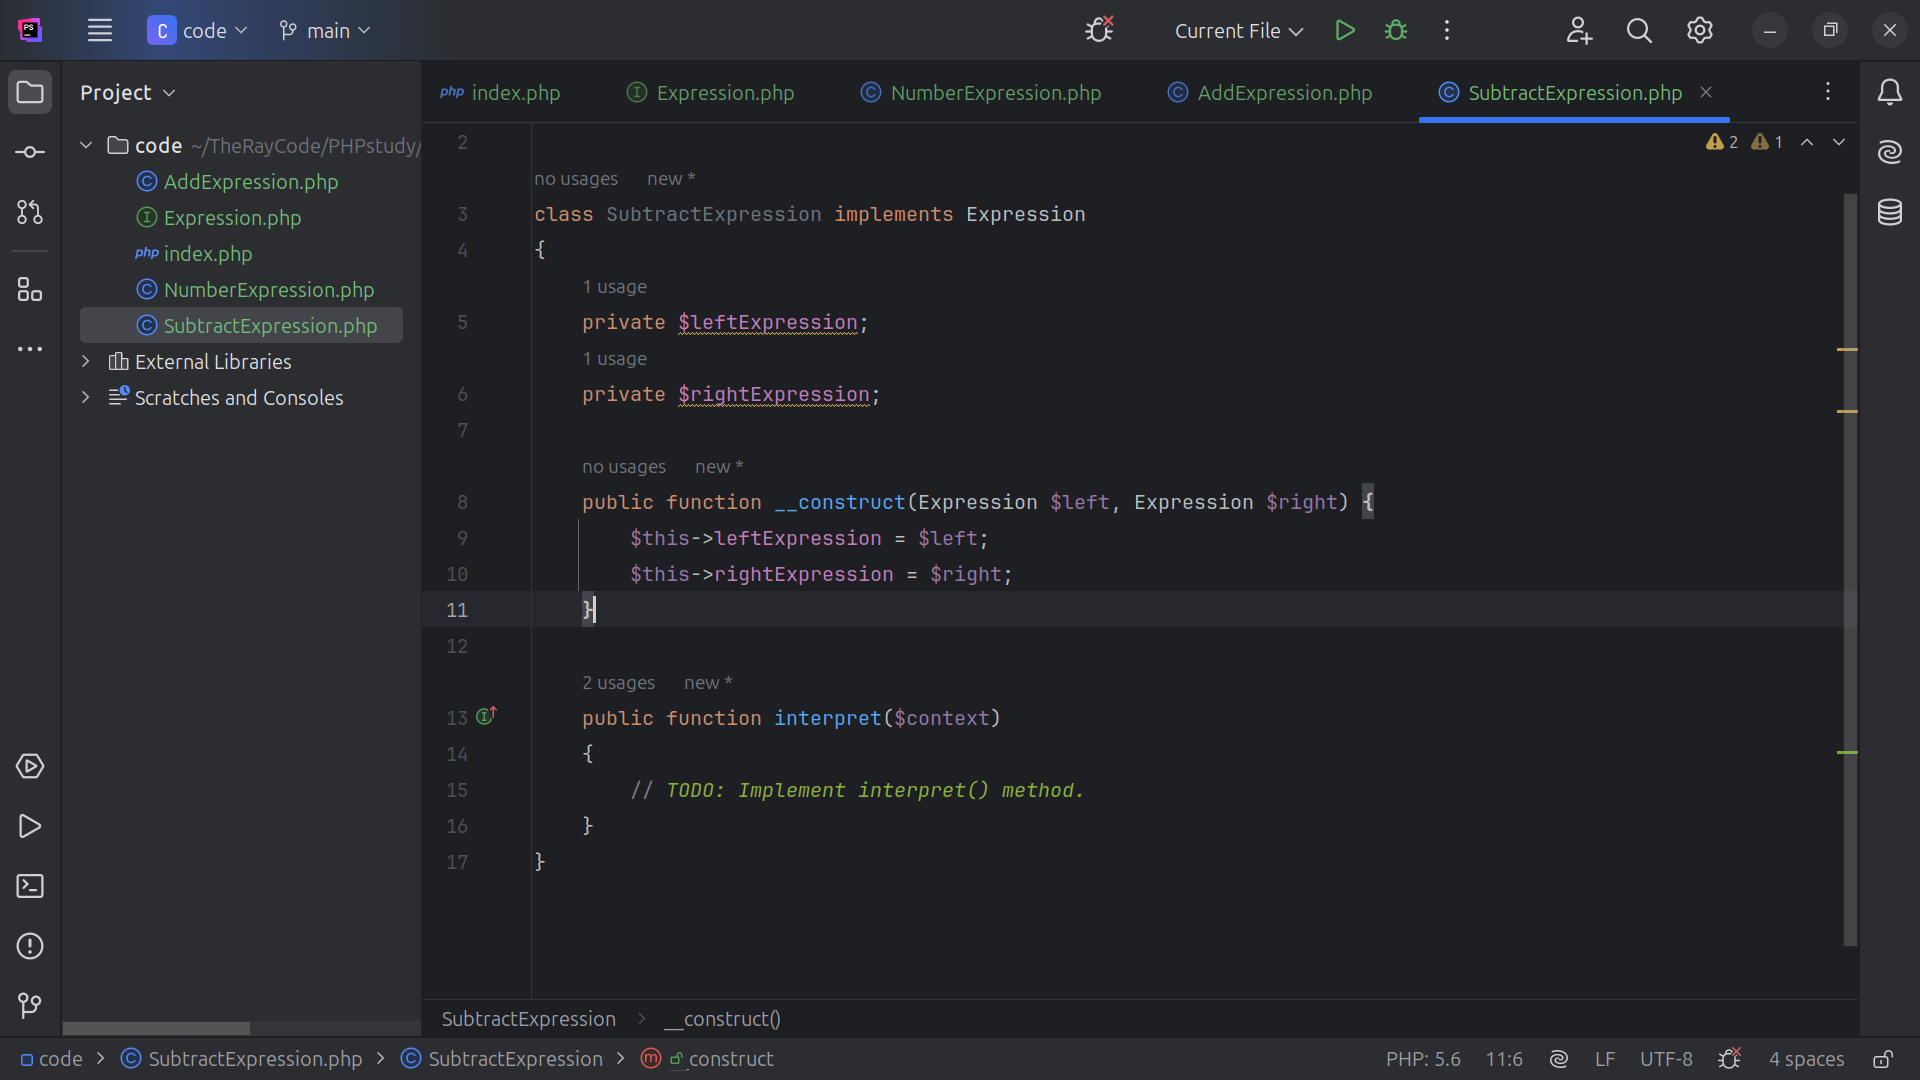 PS
C code main
Current File
Project
code ~/TheRayCode/PHPstudy/
AddExpression.php
Expression.php
php index.php
NumberExpression.php
SubtractExpression.php
External Libraries
Scratches and Consoles
php index.php
Expression.php
NumberExpression.php
AddExpression.php
SubtractExpression.php
2 1
2
no usages new *
3 class SubtractExpression implements Expression
4 {
1 usage
5 private $leftExpression;
1 usage
6 private $rightExpression;
7
no usages new *
8 public function __construct(Expression $left, Expression $right) {
9 $this->leftExpression = $left;
10 $this->rightExpression = $right;
11 }
12
2 usages new *
13 public function interpret($context)
14 {
15 // TODO: Implement interpret() method.
16 }
17 }
SubtractExpression __construct()
code SubtractExpression.php SubtractExpression __construct
PHP: 5.6 11:6 LF UTF-8 4 spaces